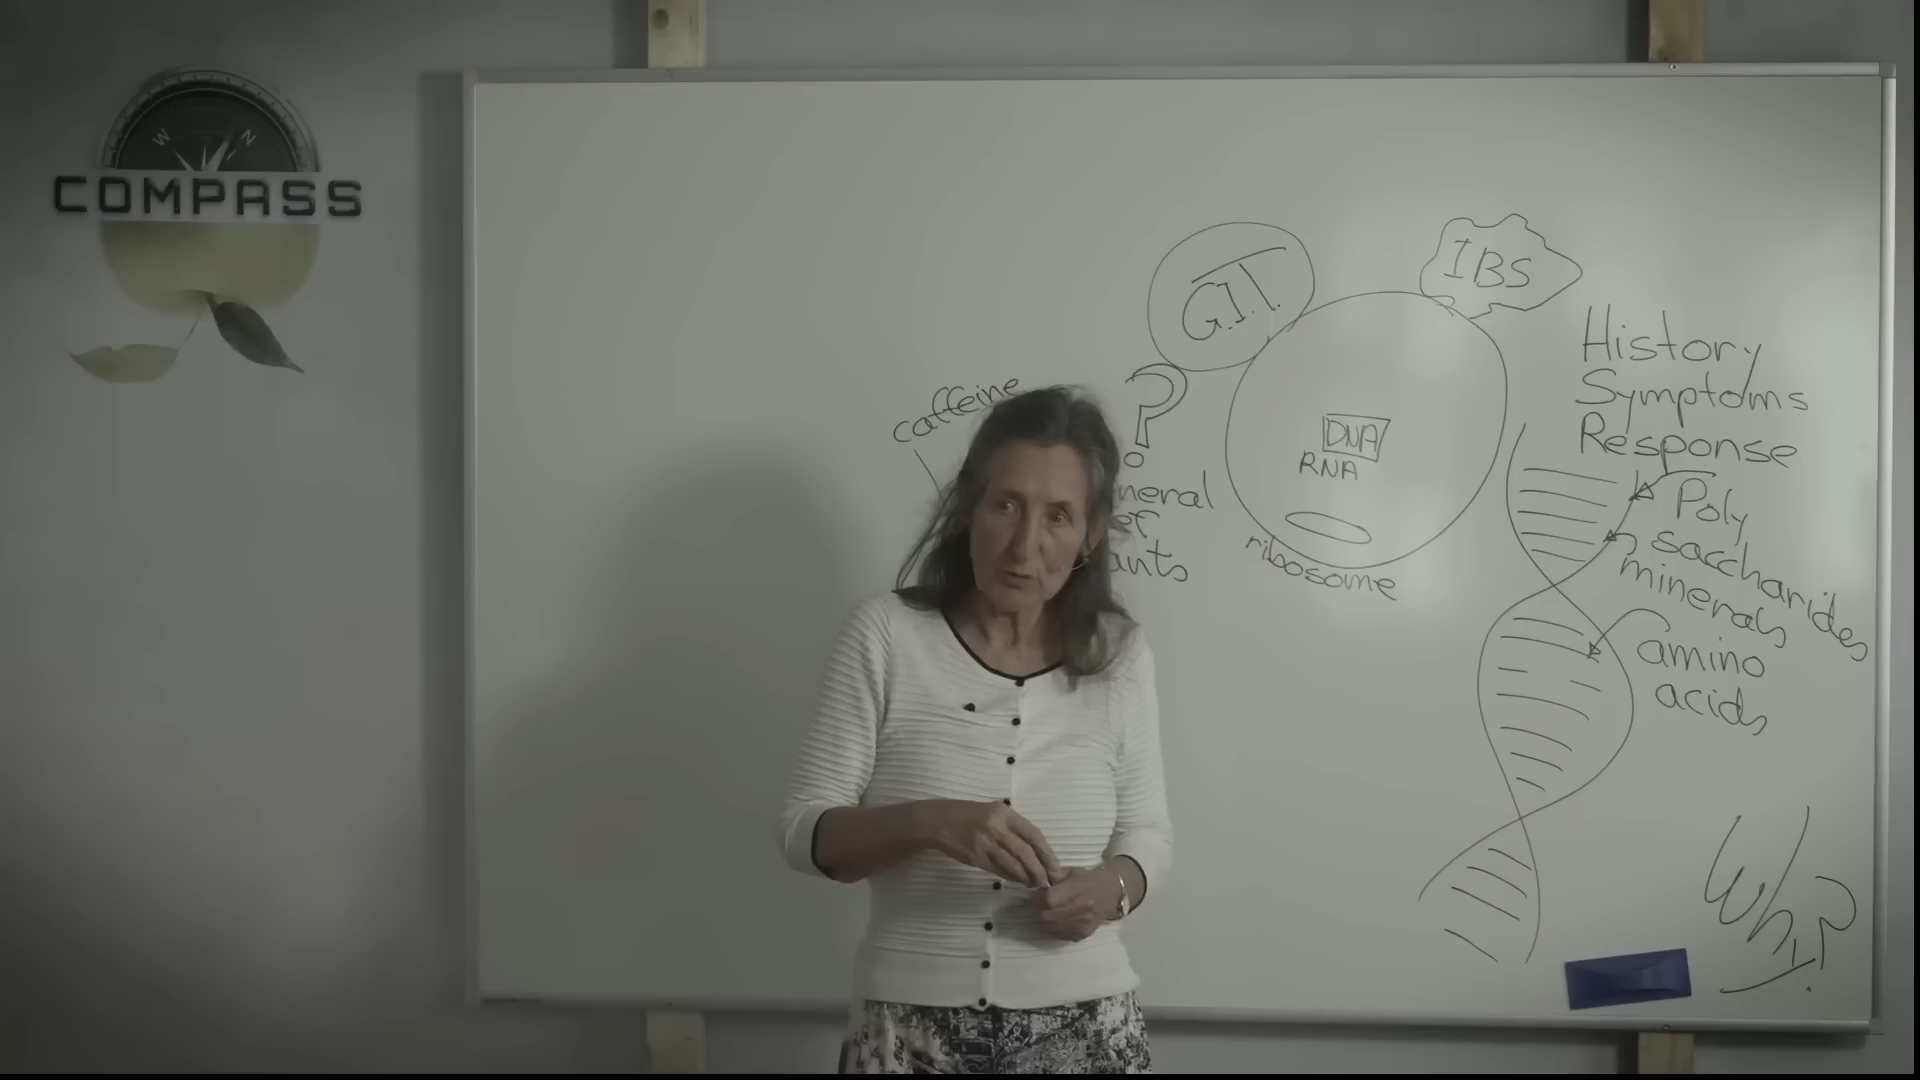 W N
COMPASS
G.I.T.
IBS
History
Symptoms
Response
caffeine
?
DNA
RNA
Poly
saccharides
minerals
amino
acids
ribosome
Why?